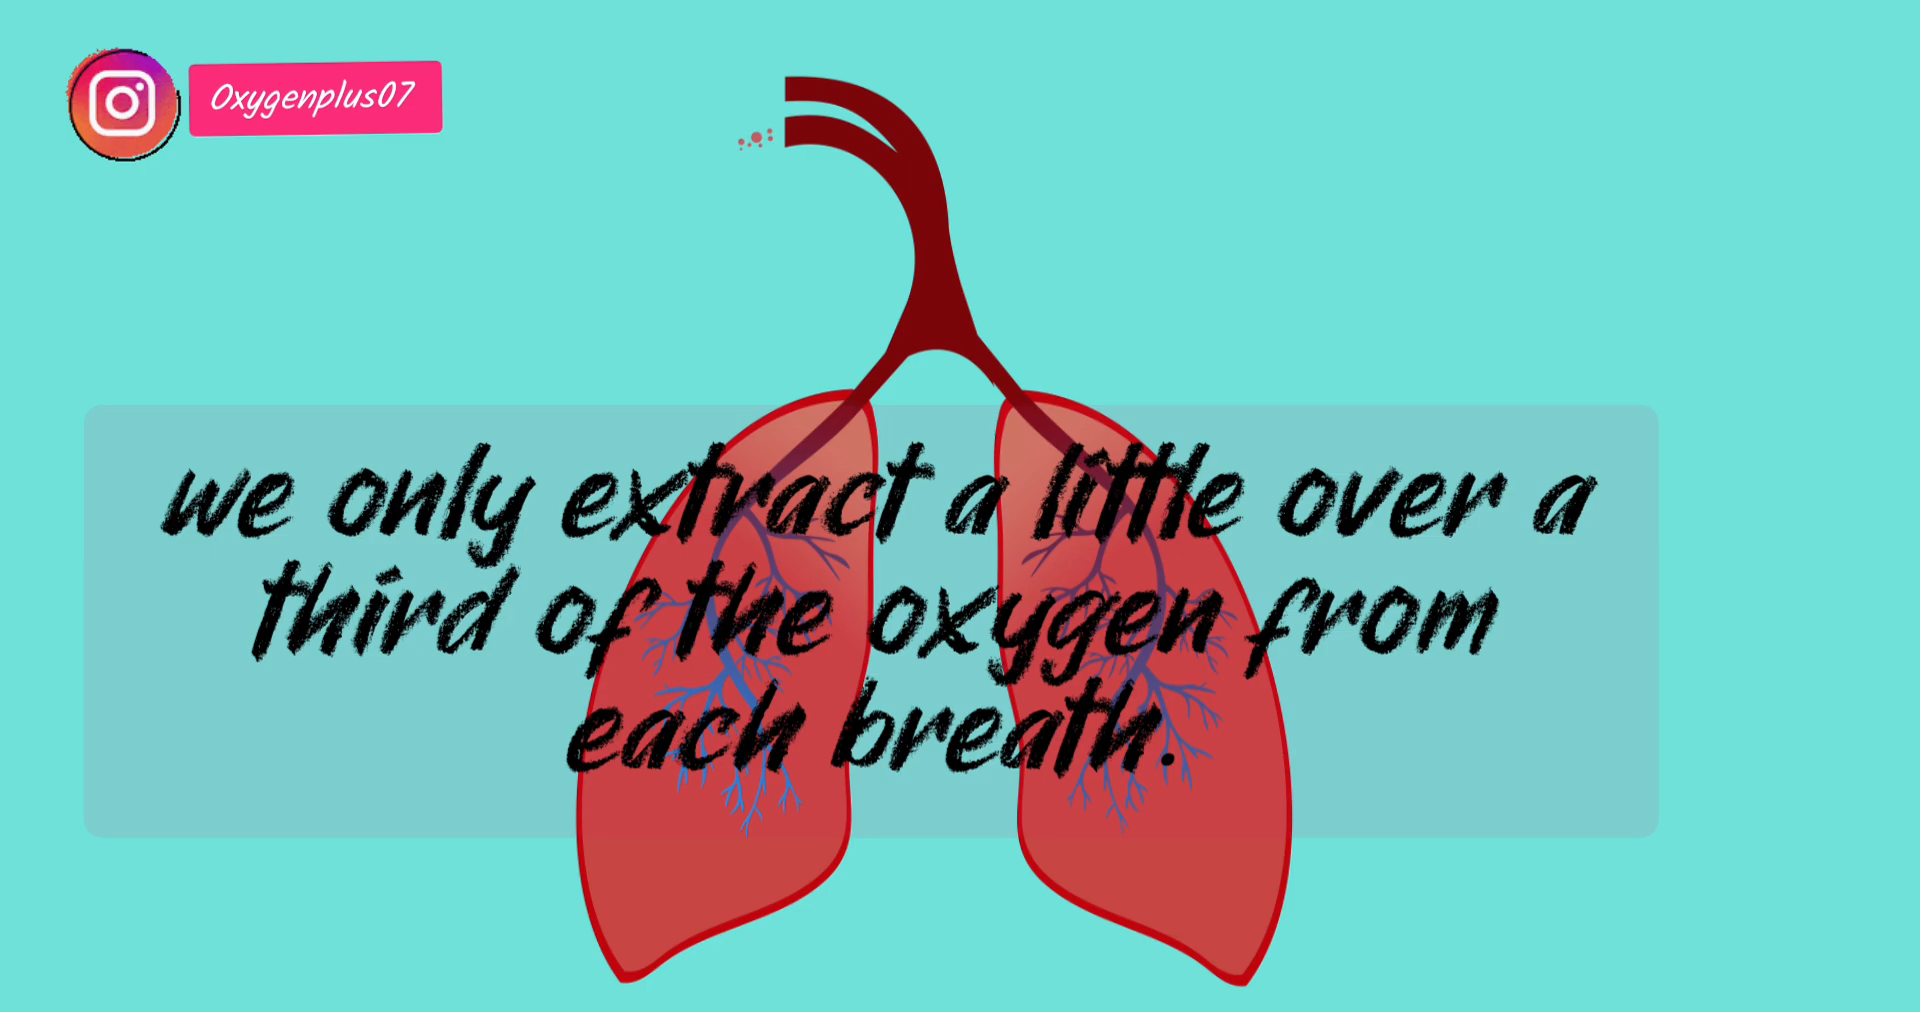 Oxygenplus07
we only extract a little over a
third of the oxygen from
each breath.